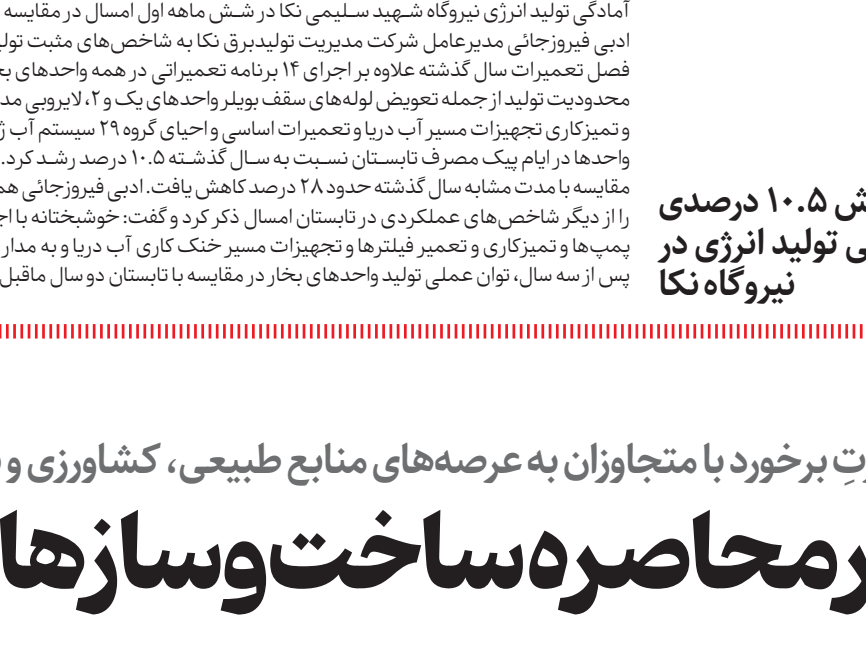 ۱۰.۵ درصدی
تولید انرژی در
نیروگاه نکا
آمادگی تولید انرژی نیروگاه شهید سلیمی نکا در شش ماهه اول امسال در مقایسه
ادبی فیروزجائی مدیرعامل شرکت مدیریت تولیدبرق نکا به شاخص‌های مثبت
فصل تعمیرات سال گذشته علاوه بر اجرای ۱۴ برنامه تعمیراتی در همه واحدهای
محدودیت تولید از جمله تعویض لوله‌های سقف بویلر واحدهای یک و ۲، لایروبی
و تمیزکاری تجهیزات مسیر آب دریا و تعمیرات اساسی و احیای گروه ۲۹ سیستم آب
واحدها در ایام پیک مصرف تابستان نسبت به سال گذشته ۱۰.۵ درصد رشد کرد.
مقایسه با مدت مشابه سال گذشته حدود ۲۸ درصد کاهش یافت. ادبی فیروزجائی
را از دیگر شاخص‌های عملکردی در تابستان امسال ذکر کرد و گفت: خوشبختانه با
پمپ‌ها و تمیزکاری و تعمیر فیلترها و تجهیزات مسیر خنک کاری آب دریا و به مدار
پس از سه سال، توان عملی تولید واحدهای بخار در مقایسه با تابستان دو سال ماقبل
برخورد با متجاوزان به عرصه‌های منابع طبیعی، کشاورزی و
محاصره ساخت‌وسازها